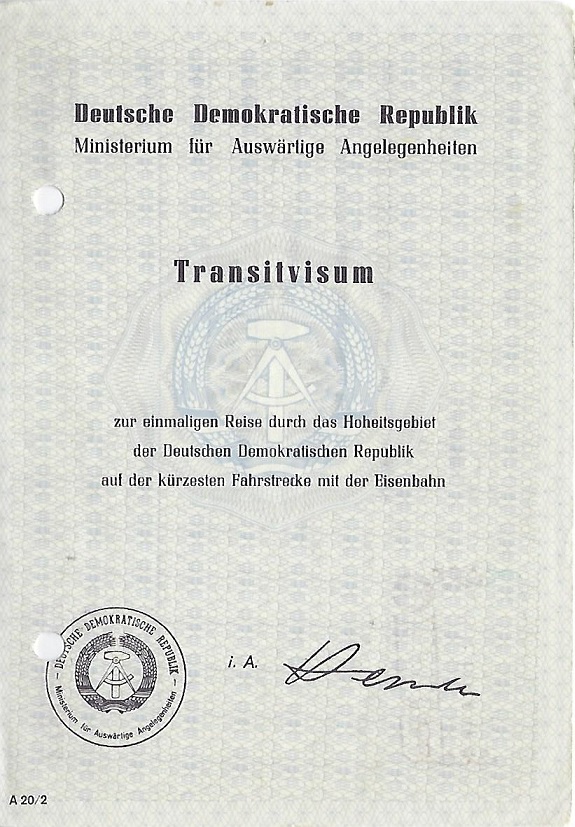 Deutsche Demokratische Republik
Ministerium für Auswärtige Angelegenheiten
Transitvisum
zur einmaligen Reise durch das Hoheitsgebiet
der Deutschen Demokratischen Republik
auf der kürzesten Fahrstrecke mit der Eisenbahn
DEUTSCHE DEMOKRATISCHE REPUBLIK
Ministerium für Auswärtige Angelegenheiten
i. A.
A 20/2